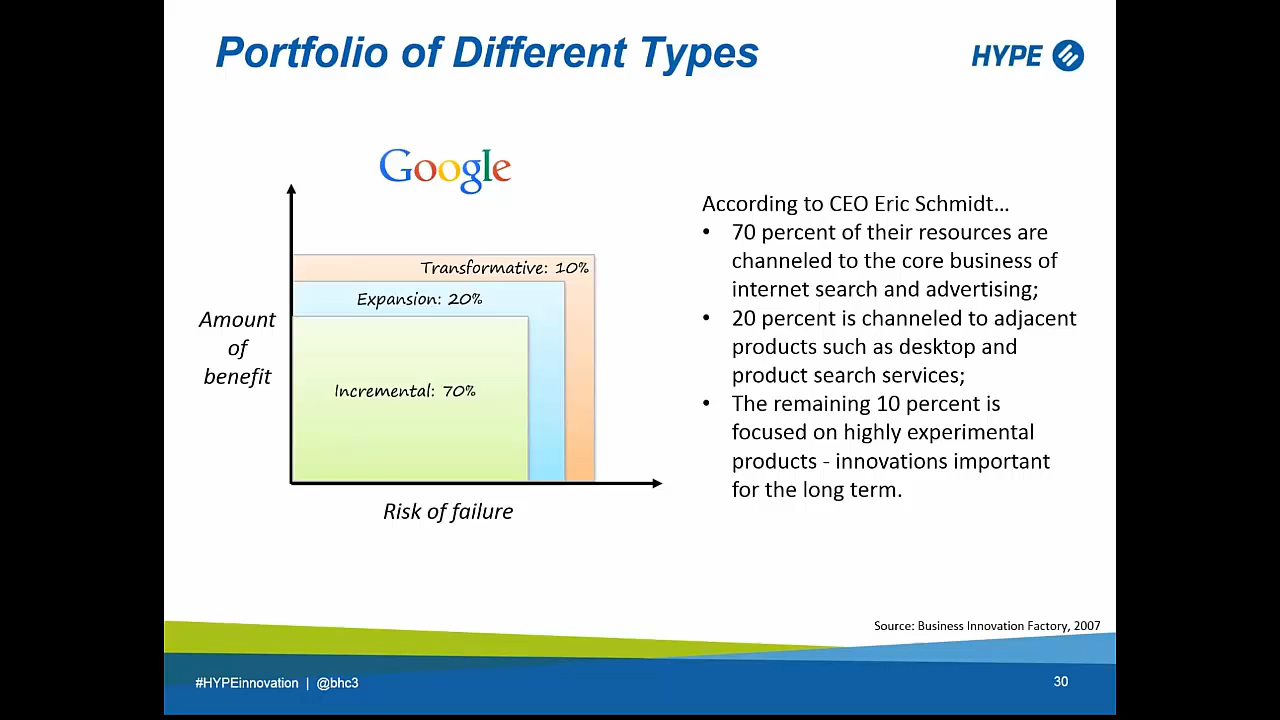 Portfolio of Different Types
HYPE
Google
Transformative: 10%
Expansion: 20%
Incremental: 70%
Amount
of
benefit
Risk of failure
According to CEO Eric Schmidt…
• 70 percent of their resources are
channeled to the core business of
internet search and advertising;
• 20 percent is channeled to adjacent
products such as desktop and
product search services;
• The remaining 10 percent is
focused on highly experimental
products - innovations important
for the long term.
Source: Business Innovation Factory, 2007
#HYPEinnovation | @bhc3
30